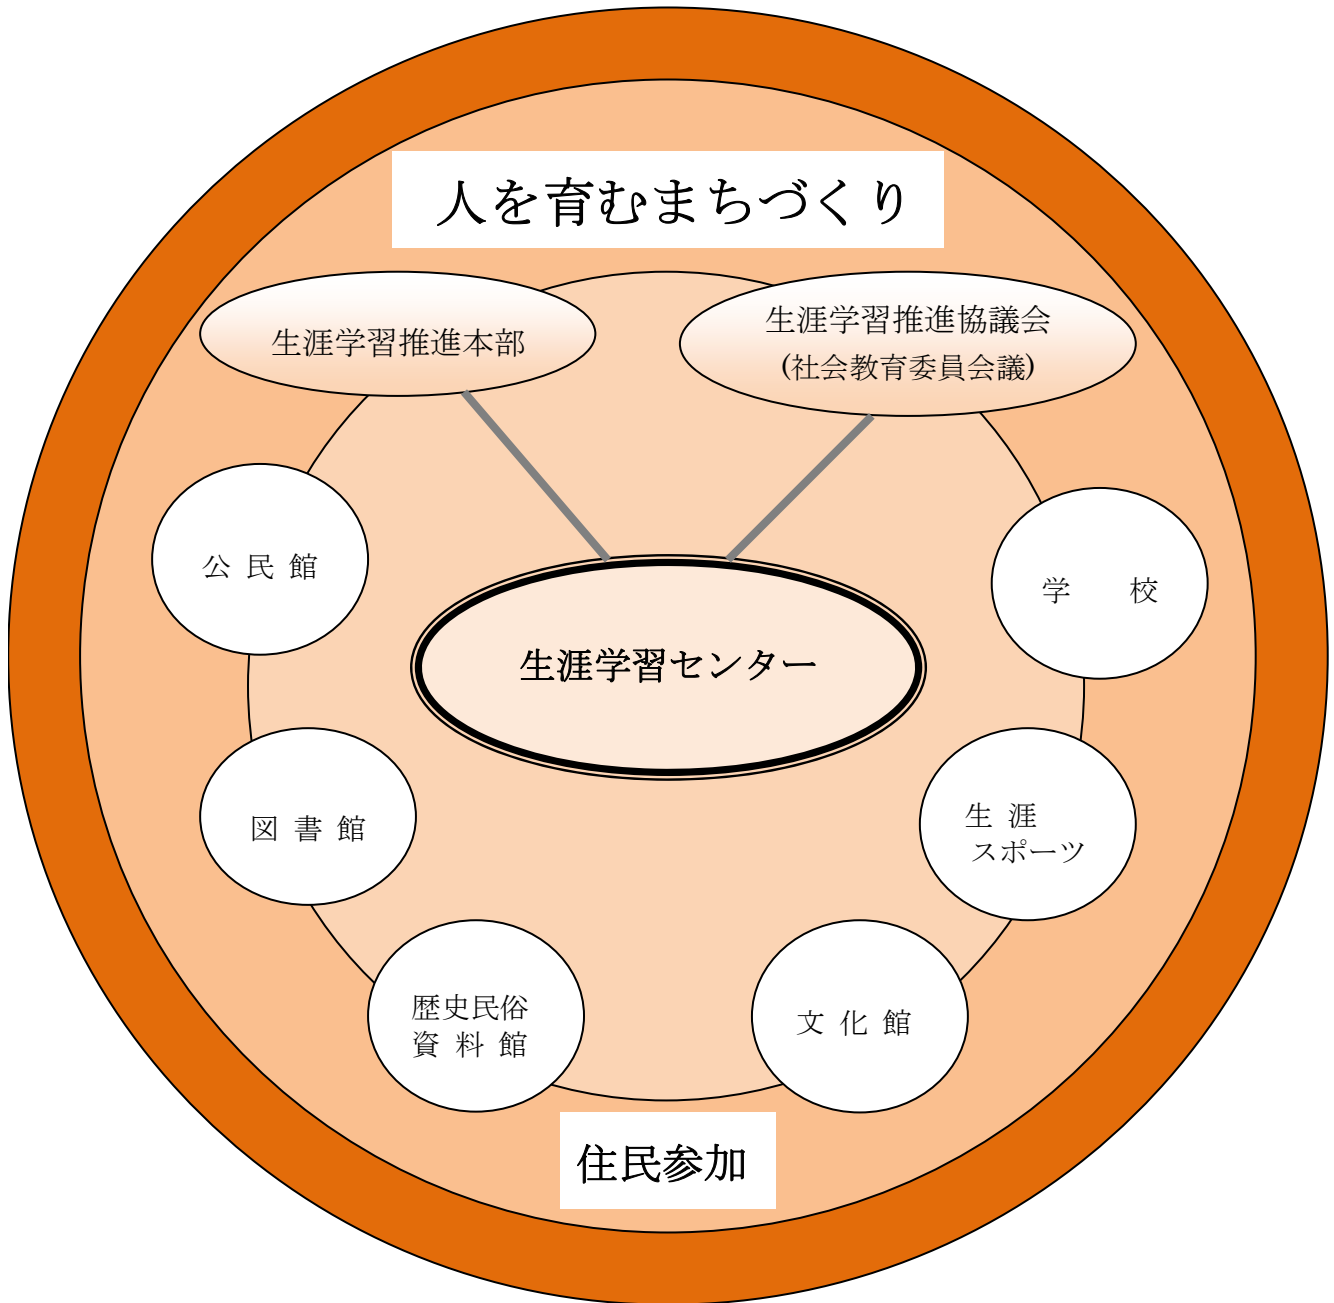 人を育むまちづくり
生涯学習推進本部
生涯学習推進協議会
(社会教育委員会議)
公 民 館
学　　校
生涯学習センター
図 書 館
生 涯
スポーツ
歴史民俗
資 料 館
文 化 館
住民参加